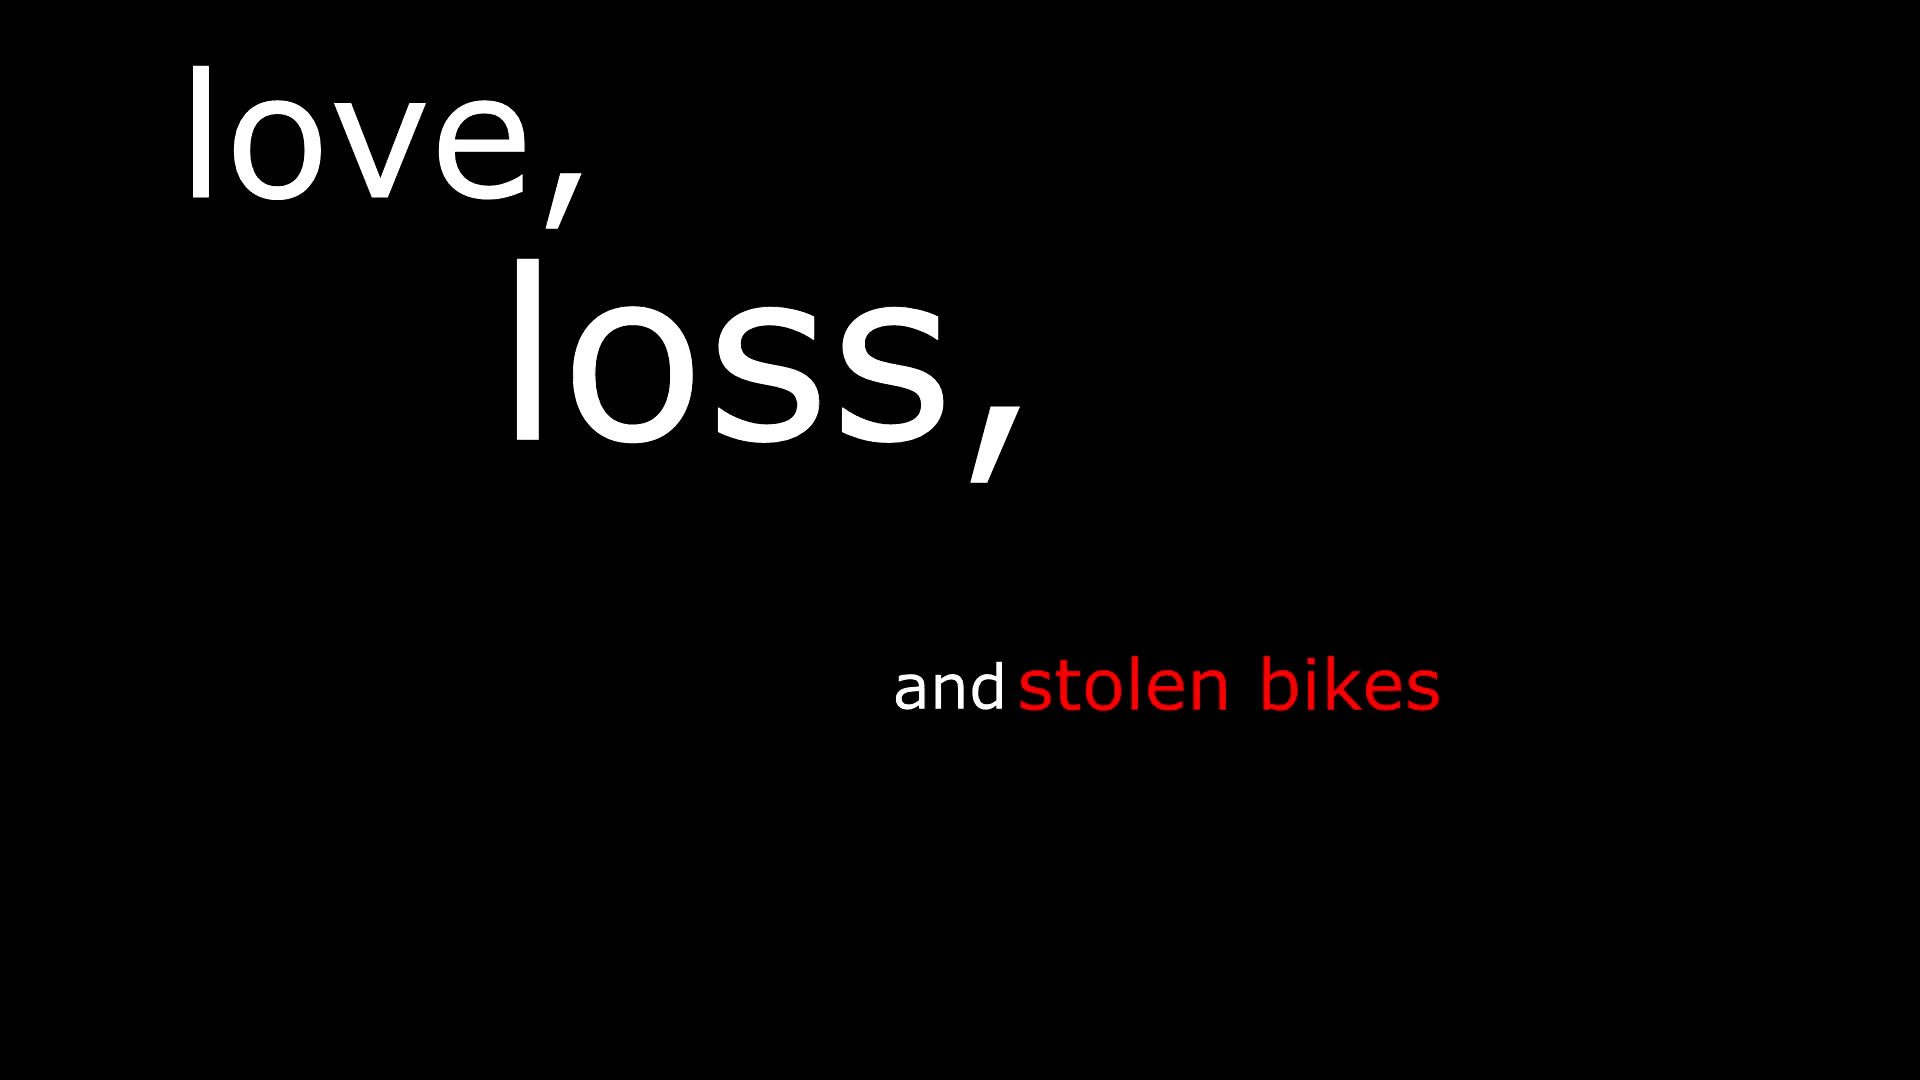 love,
loss,
and stolen bikes